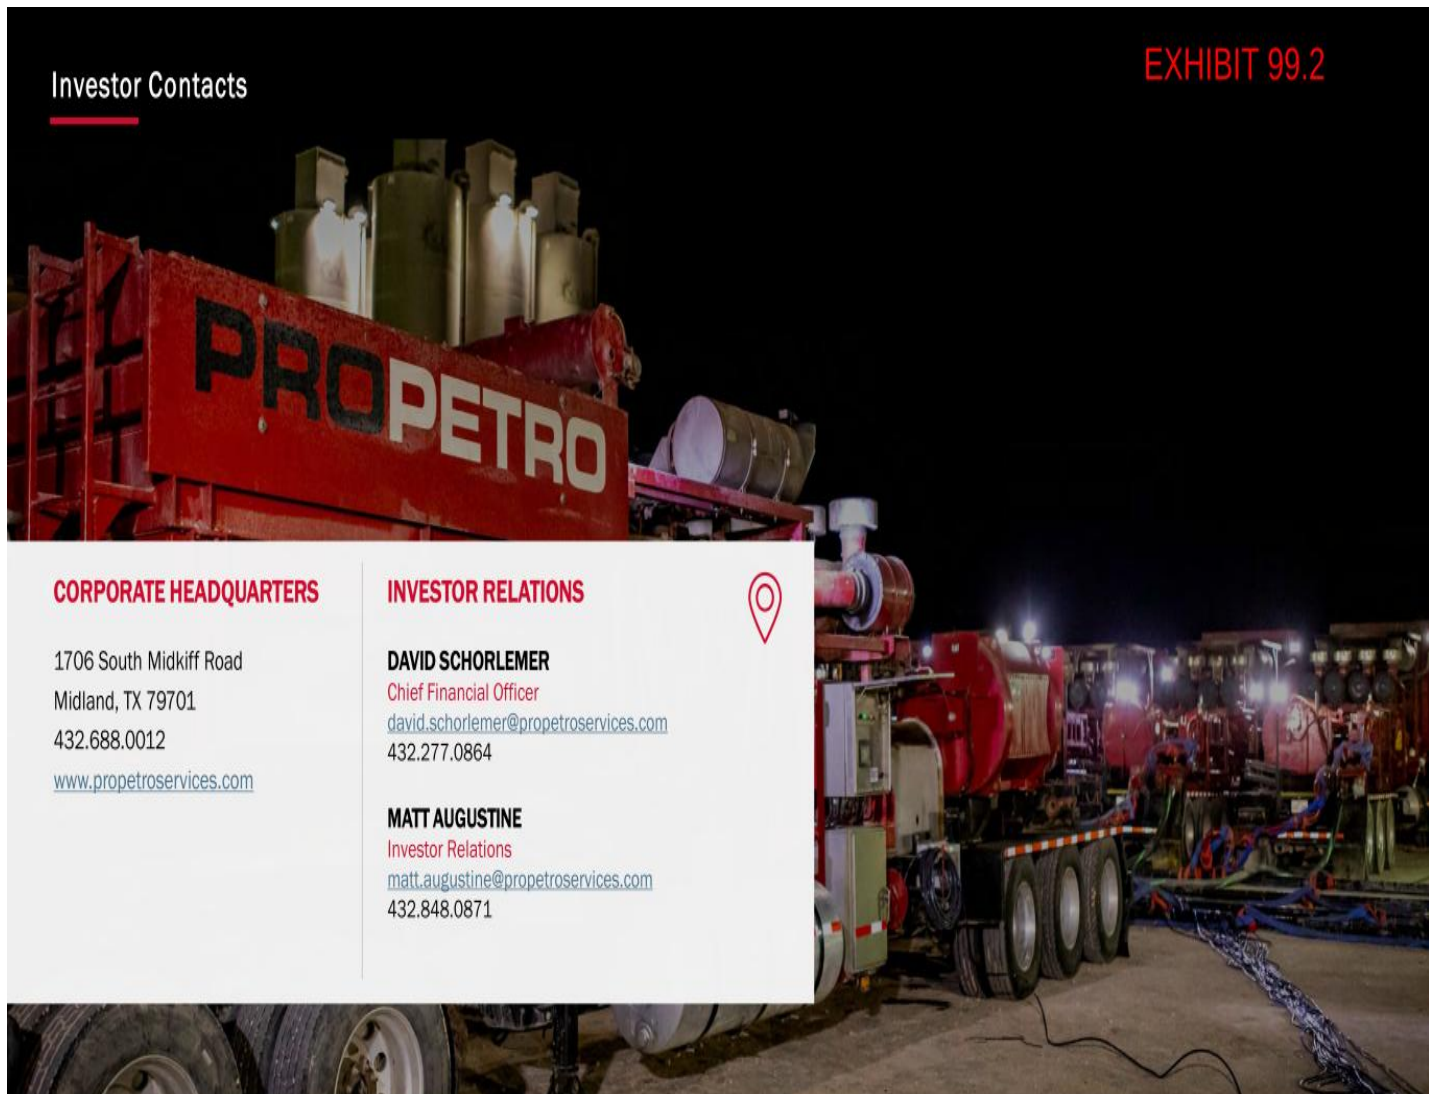 Investor Contacts
EXHIBIT 99.2
PROPETRO
CORPORATE HEADQUARTERS
1706 South Midkiff Road
Midland, TX 79701
432.688.0012
www.propetroservices.com
INVESTOR RELATIONS
DAVID SCHORLEMER
Chief Financial Officer
david.schorlemer@propetroservices.com
432.277.0864
MATT AUGUSTINE
Investor Relations
matt.augustine@propetroservices.com
432.848.0871